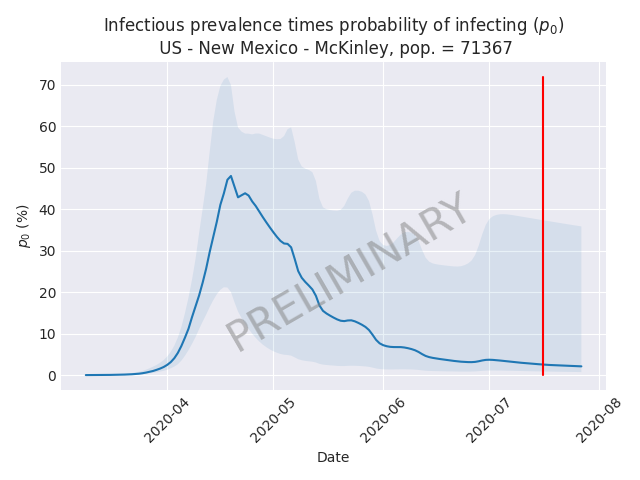 Infectious prevalence times probability of infecting (p₀)
US - New Mexico - McKinley, pop. = 71367
70
60
50
40
30
20
10
0
p₀ (%)
PRELIMINARY
2020-04
2020-05
2020-06
2020-07
2020-08
Date